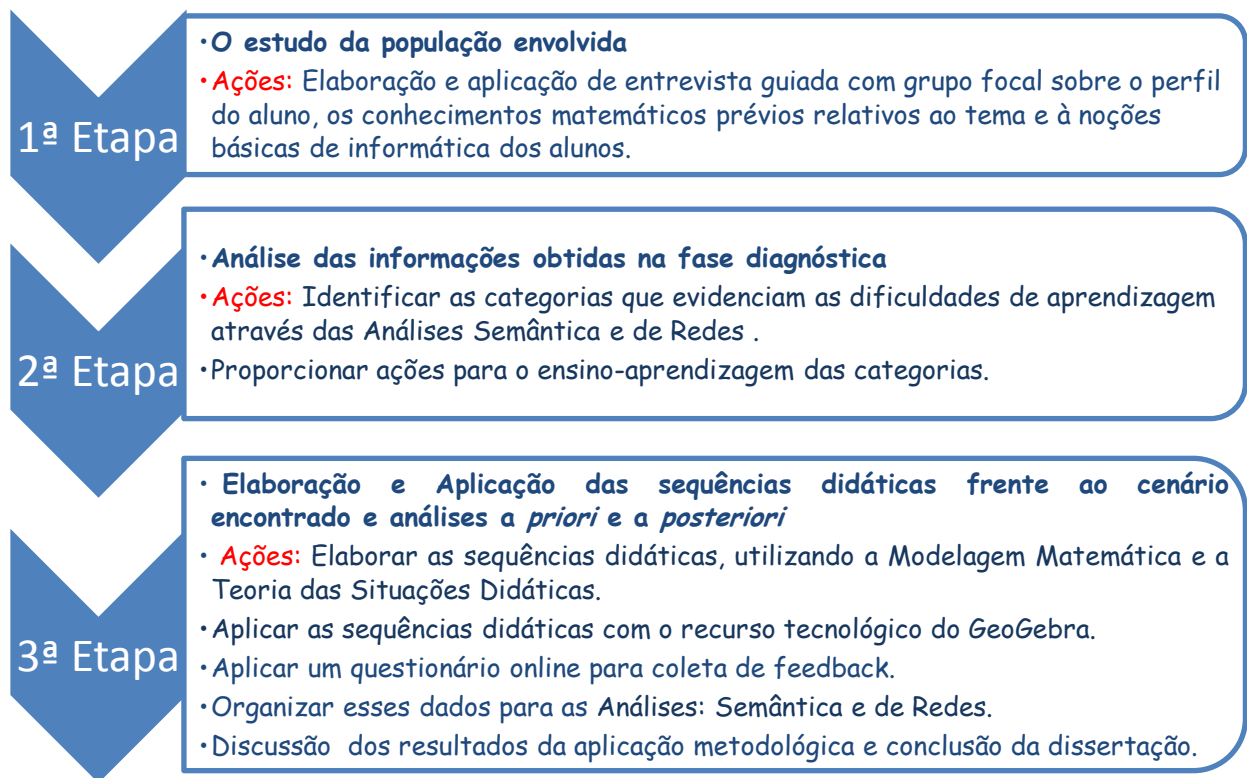 1ª Etapa
•O estudo da população envolvida
•Ações: Elaboração e aplicação de entrevista guiada com grupo focal sobre o perfil
do aluno, os conhecimentos matemáticos prévios relativos ao tema e à noções
básicas de informática dos alunos.
2ª Etapa
•Análise das informações obtidas na fase diagnóstica
•Ações: Identificar as categorias que evidenciam as dificuldades de aprendizagem
através das Análises Semântica e de Redes .
•Proporcionar ações para o ensino-aprendizagem das categorias.
3ª Etapa
• Elaboração e Aplicação das sequências didáticas frente ao cenário
encontrado e análises a priori e a posteriori
• Ações: Elaborar as sequências didáticas, utilizando a Modelagem Matemática e a
Teoria das Situações Didáticas.
•Aplicar as sequências didáticas com o recurso tecnológico do GeoGebra.
•Aplicar um questionário online para coleta de feedback.
•Organizar esses dados para as Análises: Semântica e de Redes.
•Discussão dos resultados da aplicação metodológica e conclusão da dissertação.